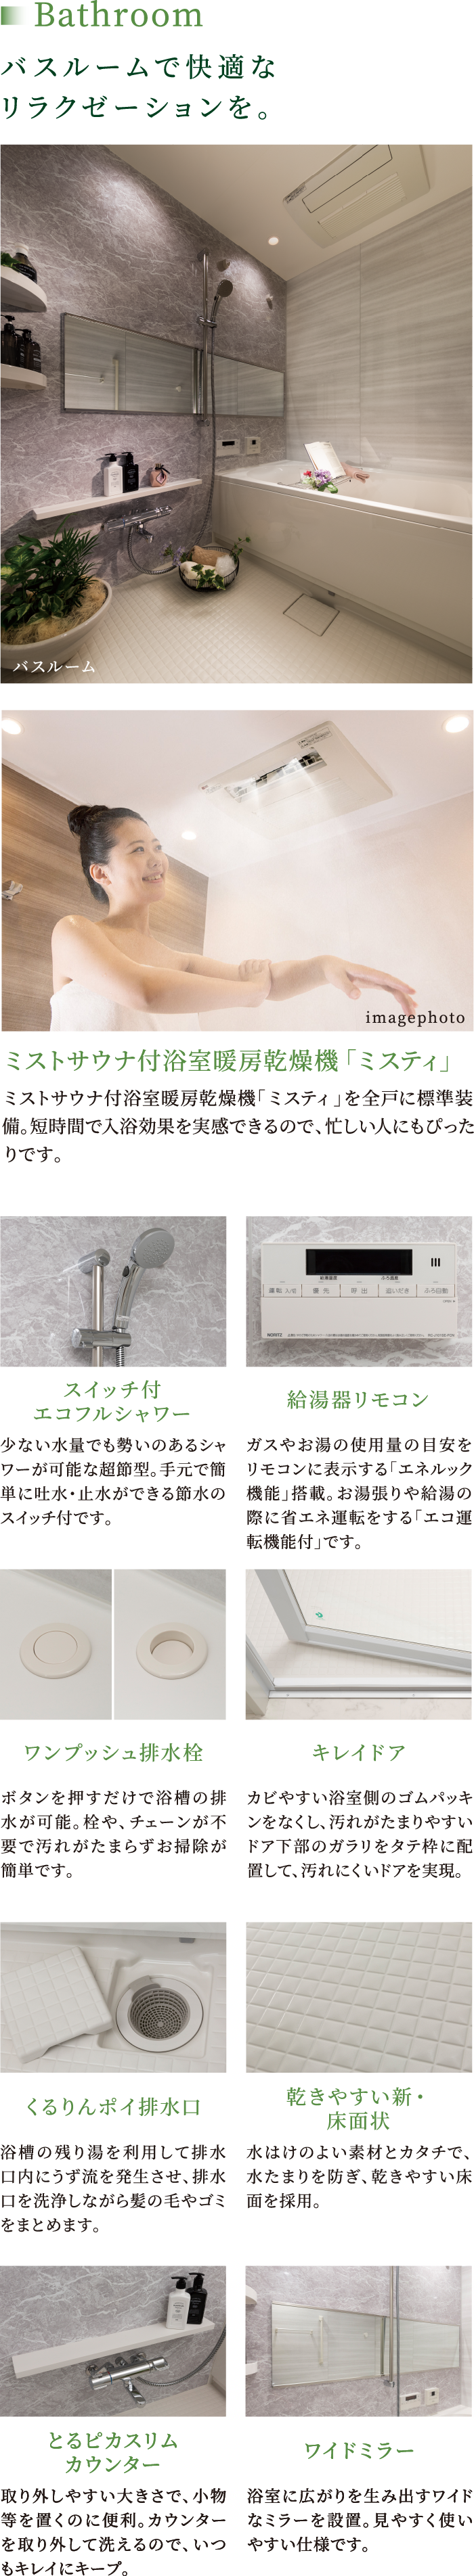 Bathroom
バスルームで快適な
リラクゼーションを。
バスルーム
imagephoto
ミストサウナ付浴室暖房乾燥機「ミスティ」
ミストサウナ付浴室暖房乾燥機「ミスティ」を全戸に標準装
備。短時間で入浴効果を実感できるので、忙しい人にもぴった
りです。
給湯温度
ふろ温度
運転 入/切
優先
呼出
追いだき
ふろ自動
NORITZ
スイッチ付
エコフルシャワー
少ない水量でも勢いのあるシャ
ワーが可能な超節型。手元で簡
単に吐水・止水ができる節水の
スイッチ付です。
給湯器リモコン
ガスやお湯の使用量の目安を
リモコンに表示する「エネルック
機能」搭載。お湯張りや給湯の
際に省エネ運転をする「エコ運
転機能付」です。
ワンプッシュ排水栓
ボタンを押すだけで浴槽の排
水が可能。栓や、チェーンが不
要で汚れがたまらずお掃除が
簡単です。
キレイドア
カビやすい浴室側のゴムパッキ
ンをなくし、汚れがたまりやすい
ドア下部のガラリをタテ枠に配
置して、汚れにくいドアを実現。
くるりんポイ排水口
浴槽の残り湯を利用して排水
口内にうず流を発生させ、排水
口を洗浄しながら髪の毛やゴミ
をまとめます。
乾きやすい新・
床面状
水はけのよい素材とカタチで、
水たまりを防ぎ、乾きやすい床
面を採用。
とるピカスリム
カウンター
取り外しやすい大きさで、小物
等を置くのに便利。カウンター
を取り外して洗えるので、いつ
もキレイにキープ。
ワイドミラー
浴室に広がりを生み出すワイド
なミラーを設置。見やすく使い
やすい仕様です。